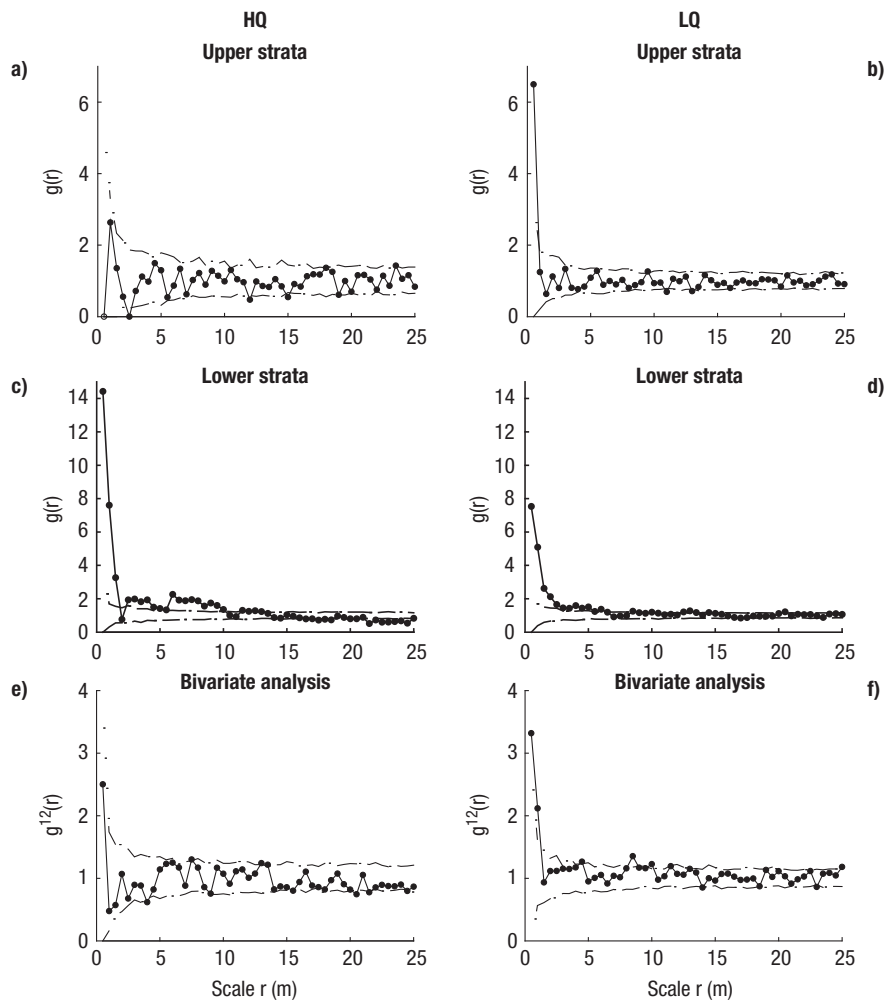 HQ
LQ
a)
Upper strata
Upper strata
b)
g(r)
6
4
2
0
0 5 10 15 20 25
g(r)
6
4
2
0
0 5 10 15 20 25
c)
Lower strata
Lower strata
d)
g(r)
14
12
10
8
6
4
2
0
0 5 10 15 20 25
g(r)
14
12
10
8
6
4
2
0
0 5 10 15 20 25
e)
Bivariate analysis
Bivariate analysis
f)
g¹²(r)
4
3
2
1
0
0 5 10 15 20 25
Scale r (m)
g¹²(r)
4
3
2
1
0
0 5 10 15 20 25
Scale r (m)